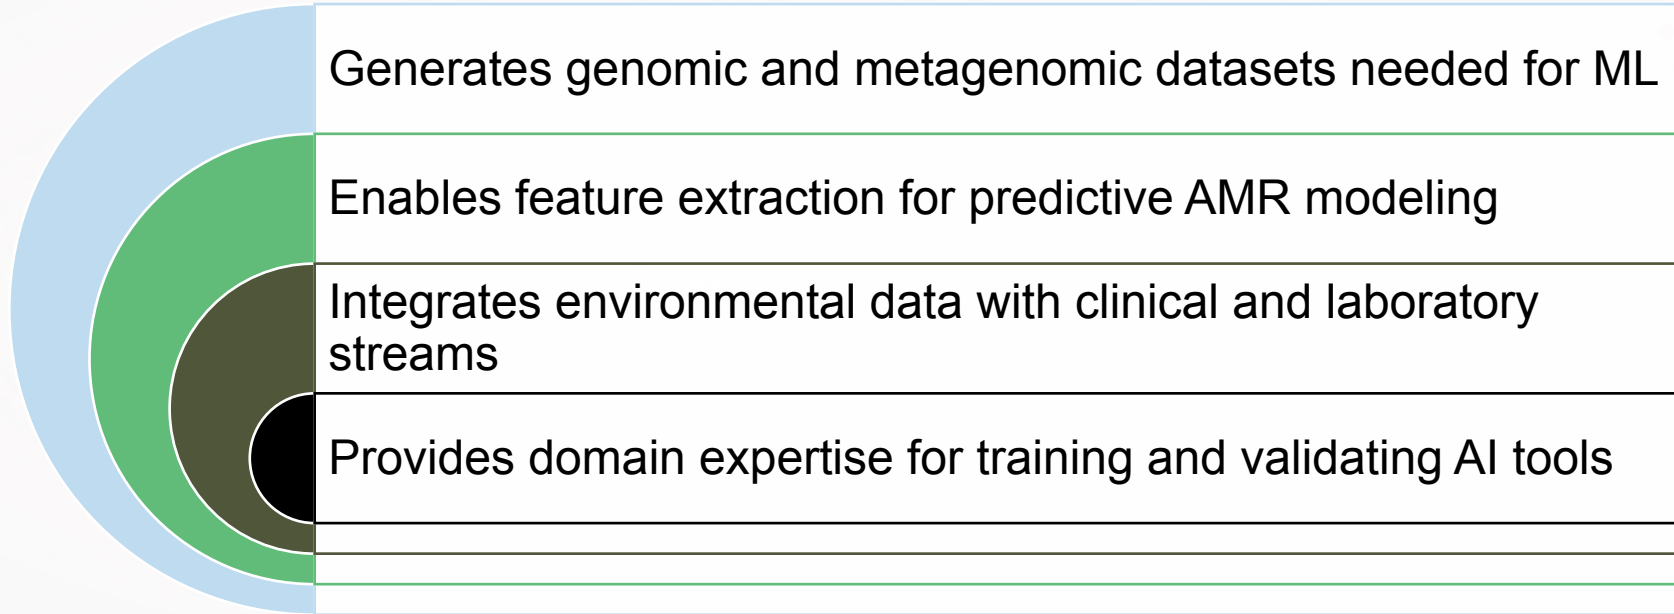 Generates genomic and metagenomic datasets needed for ML
Enables feature extraction for predictive AMR modeling
Integrates environmental data with clinical and laboratory
streams
Provides domain expertise for training and validating AI tools